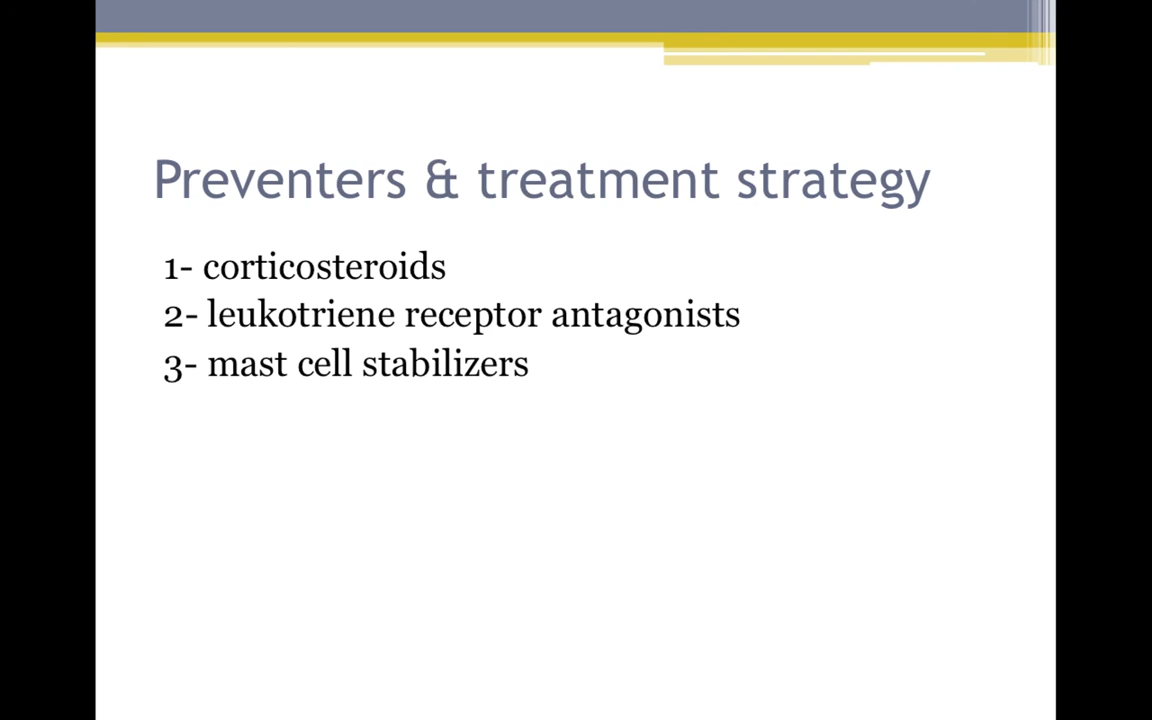 Preventers & treatment strategy
1- corticosteroids
2- leukotriene receptor antagonists
3- mast cell stabilizers